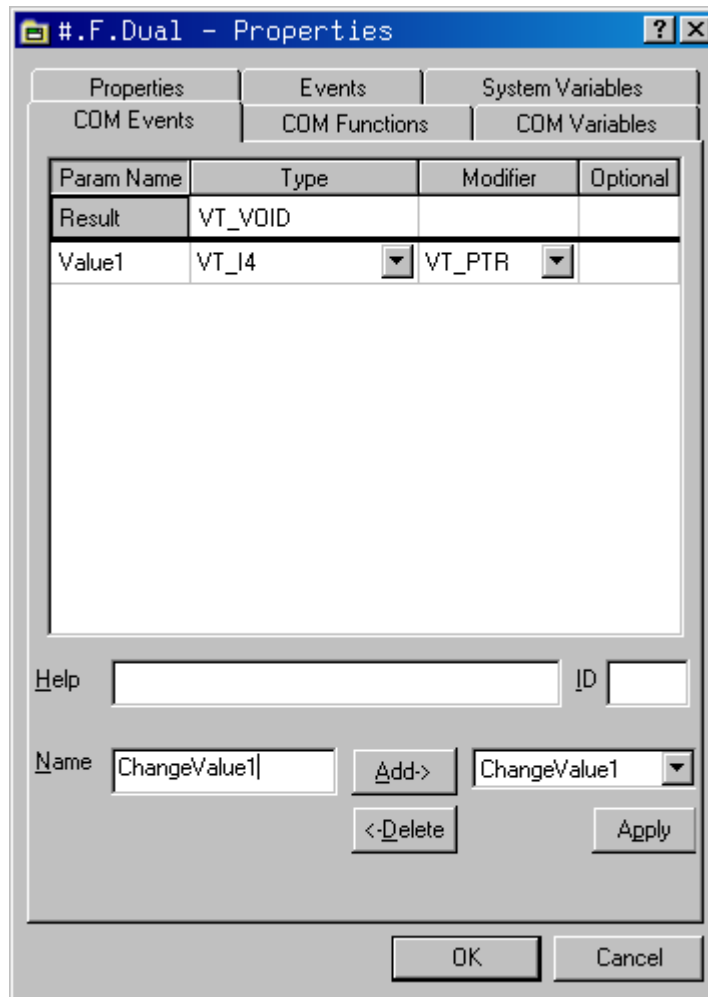 #.F.Dual - Properties
Properties Events System Variables
COM Events COM Functions COM Variables
Param Name Type Modifier Optional
Result VT_VOID
Value1 VT_I4 VT_PTR
Help ID
Name ChangeValue1 Add-> ChangeValue1
<-Delete Apply
OK Cancel